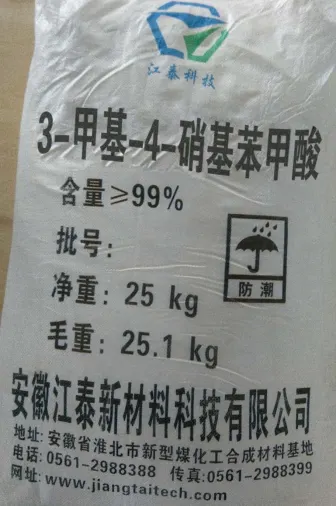 江泰科技
3-甲基-4-硝基苯甲酸
含量≥99%
批号:
净重: 25 kg
防潮
毛重: 25.1 kg
安徽江泰新材料科技有限公司
地址: 安徽省淮北市新型煤化工合成材料基地
电话: 0561-2988388 传真:0561-2988399
网址: www.jiangtaitech.com